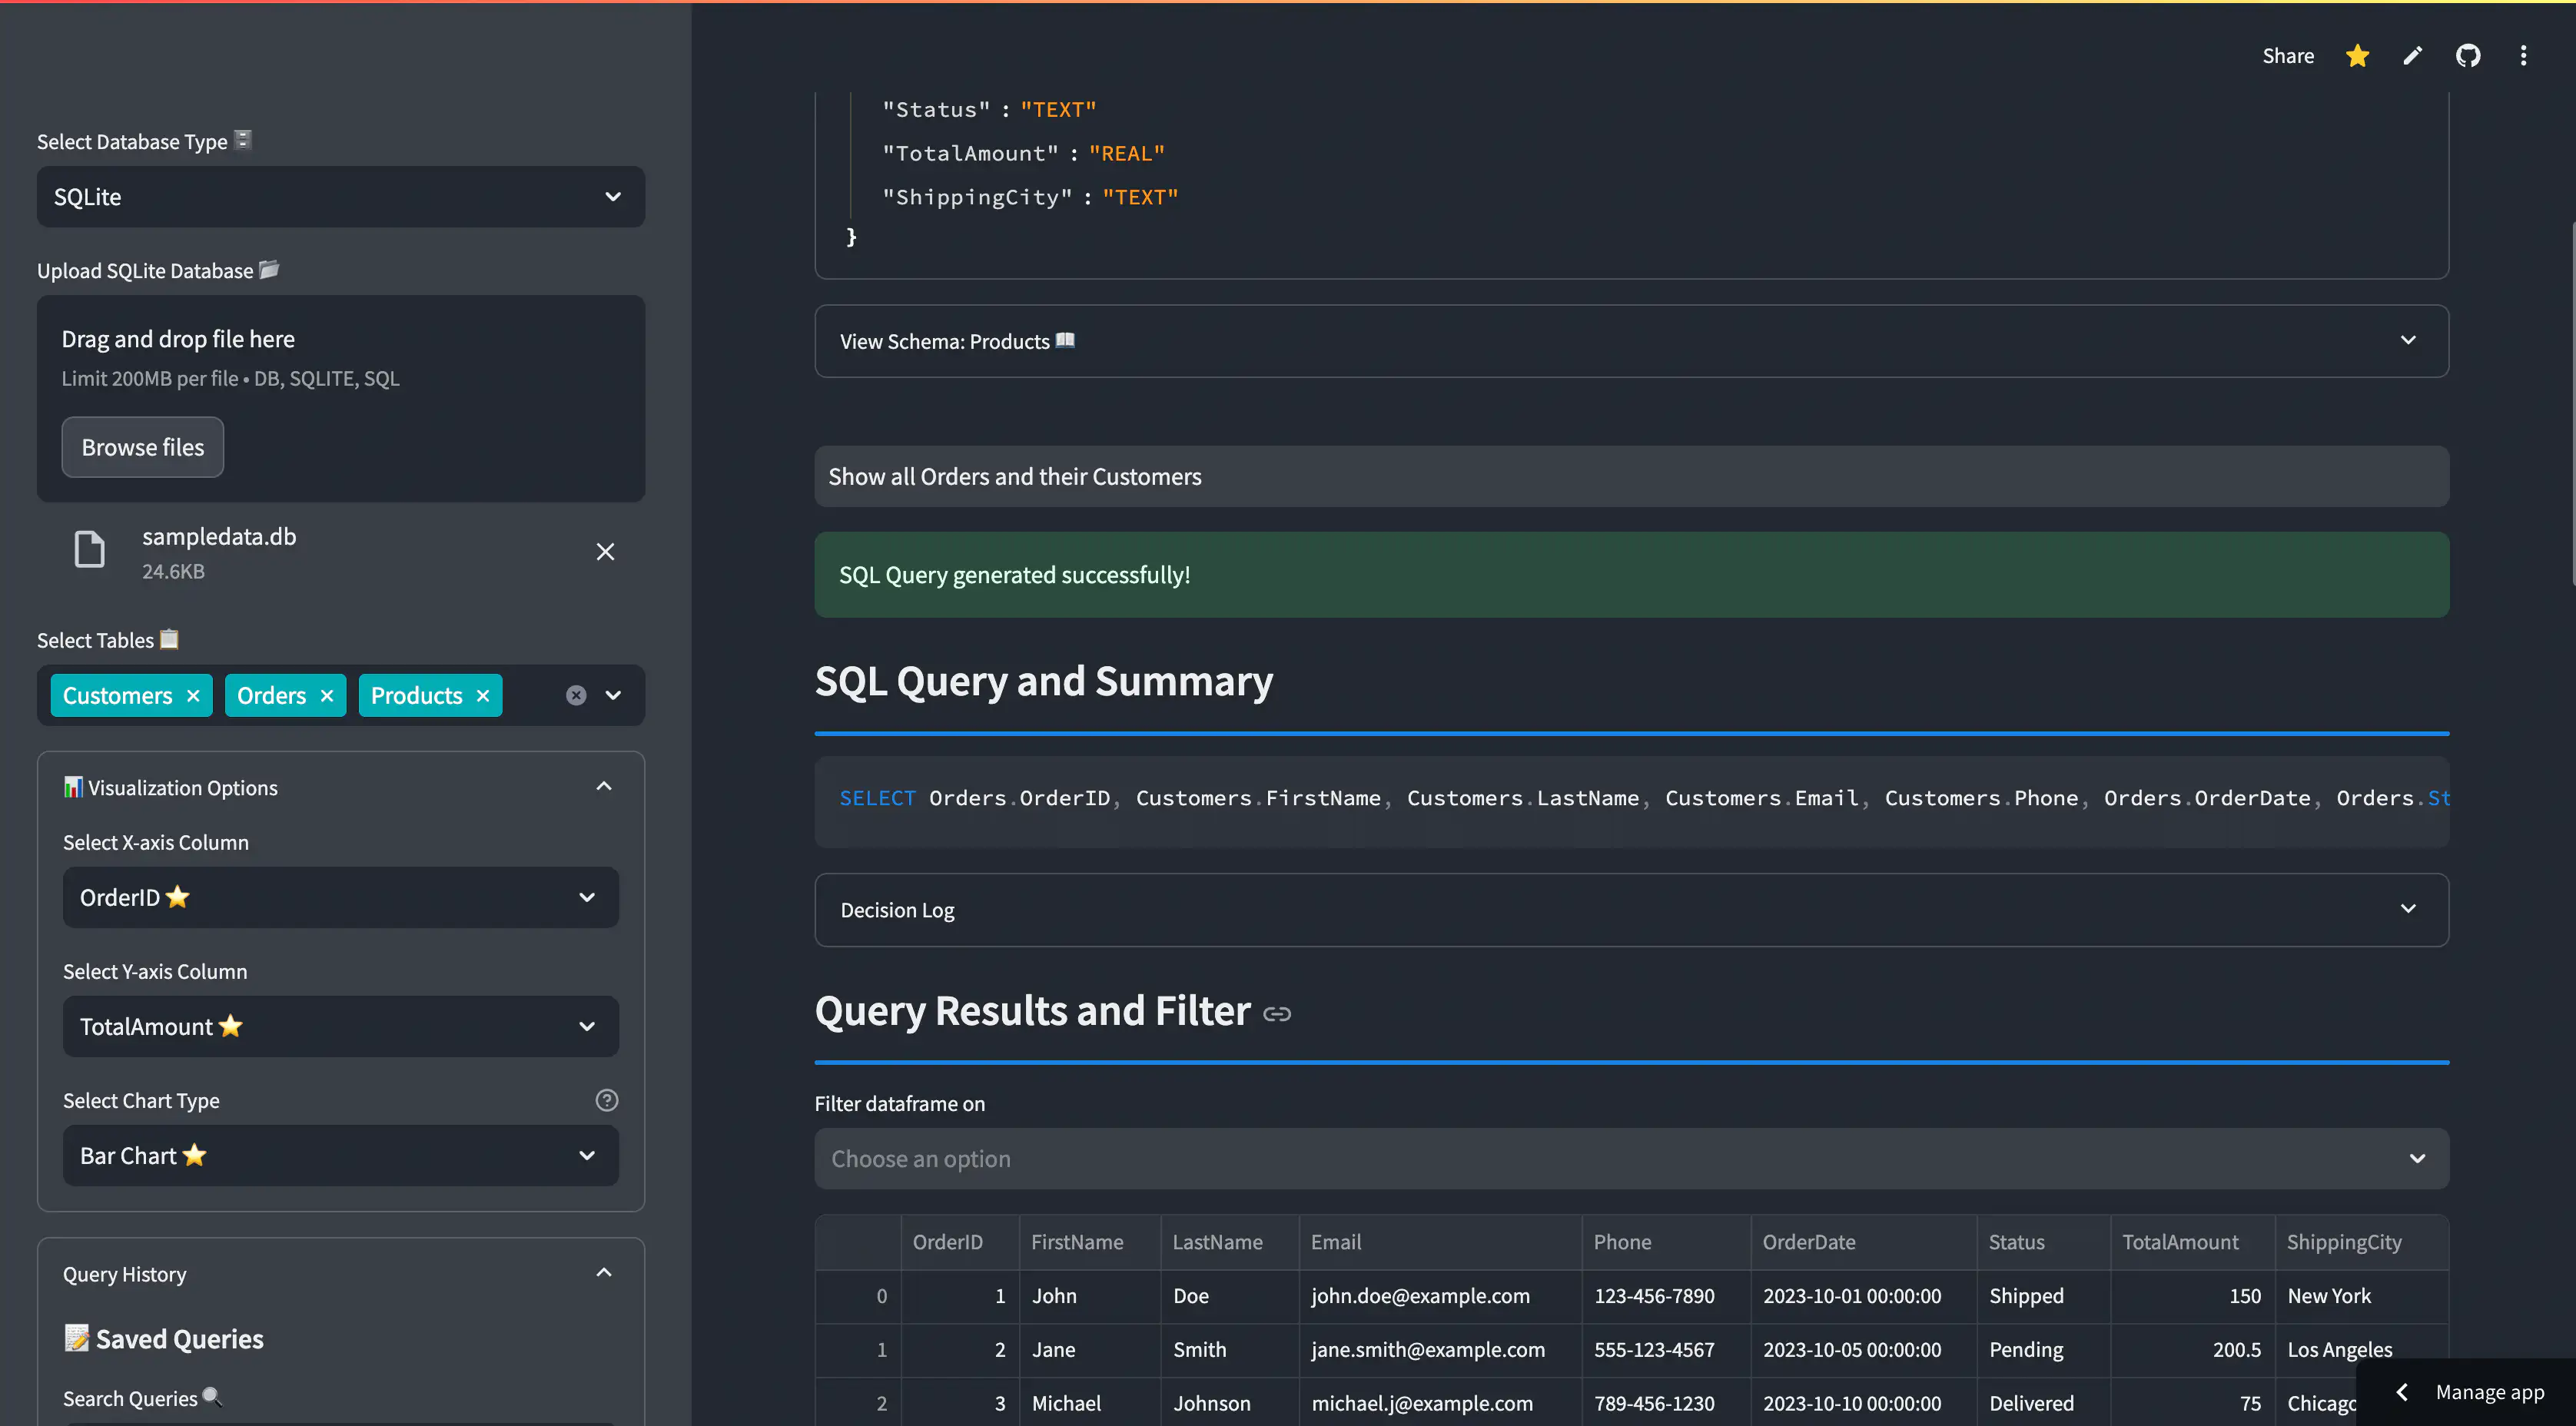 Share
Select Database Type
SQLite
Upload SQLite Database
Drag and drop file here
Limit 200MB per file • DB, SQLITE, SQL
Browse files
sampledata.db
24.6KB
Select Tables
Customers Orders Products
Visualization Options
Select X-axis Column
OrderID
Select Y-axis Column
TotalAmount
Select Chart Type
Bar Chart
Query History
Saved Queries
Search Queries
"Status" : "TEXT"
"TotalAmount" : "REAL"
"ShippingCity" : "TEXT"
}
View Schema: Products
Show all Orders and their Customers
SQL Query generated successfully!
SQL Query and Summary
SELECT Orders.OrderID, Customers.FirstName, Customers.LastName, Customers.Email, Customers.Phone, Orders.OrderDate, Orders.St
Decision Log
Query Results and Filter
Filter dataframe on
Choose an option
OrderID FirstName LastName Email Phone OrderDate Status TotalAmount ShippingCity
0 1 John Doe john.doe@example.com 123-456-7890 2023-10-01 00:00:00 Shipped 150 New York
1 2 Jane Smith jane.smith@example.com 555-123-4567 2023-10-05 00:00:00 Pending 200.5 Los Angeles
2 3 Michael Johnson michael.j@example.com 789-456-1230 2023-10-10 00:00:00 Delivered 75 Chicago
Manage app